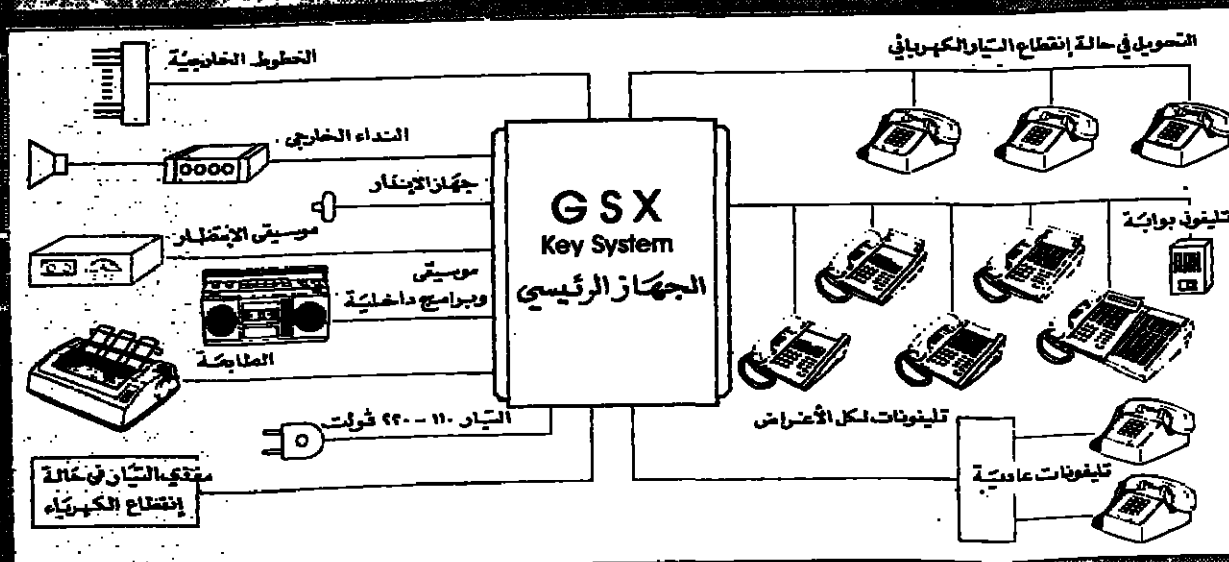 التحويل في حالة إنقطاع التيار الكهربائي
الخطوط الخارجية
النداء الخارجي
جهاز الإنذار
موسيقى الإنتظار
موسيقى
وبرامج داخلية
الطابعة
التيار ١١٠ - ٢٢٠ ڤولت
مغذي التيار في حالة
إنقطاع الكهرباء
GSX
Key System
الجهاز الرئيسي
تليفون بوابة
تليفونات لكل الأغراض
تليفونات عادية